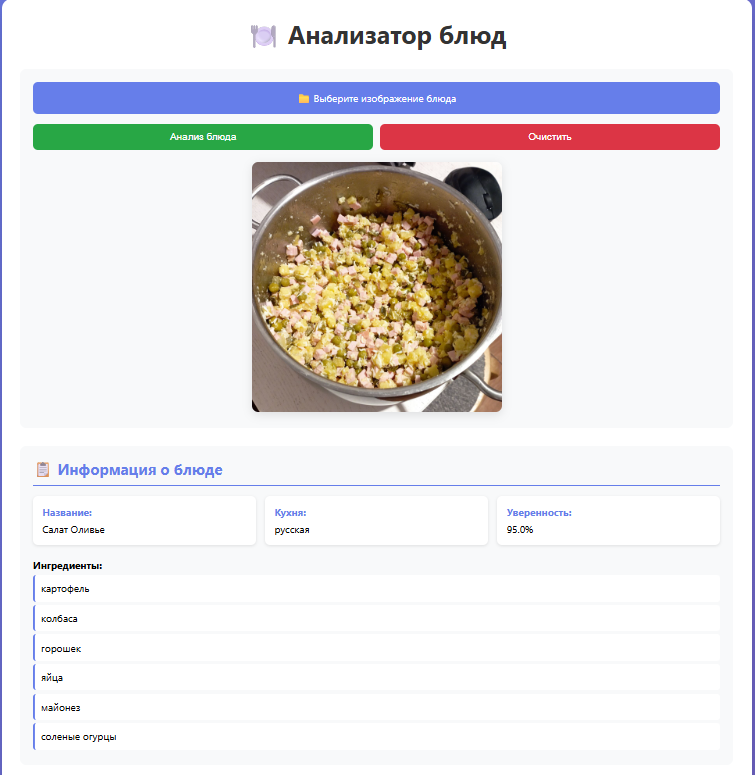 Анализатор блюд
Выберите изображение блюда
Анализ блюда
Очистить
Информация о блюде
Название:
Салат Оливье
Кухня:
русская
Уверенность:
95.0%
Ингредиенты:
картофель
колбаса
горошек
яйца
майонез
соленые огурцы